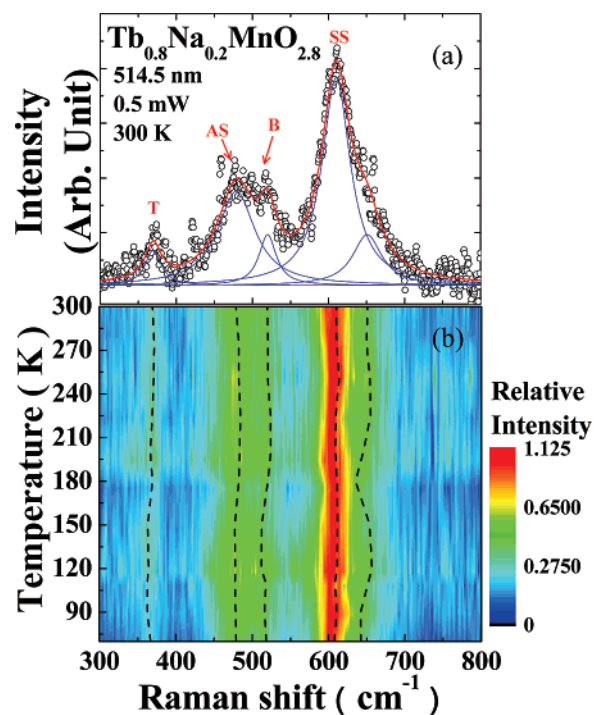 Tb0.8Na0.2MnO2.8
(a)
SS
514.5 nm
0.5 mW
300 K
AS
B
T
Intensity
(Arb. Unit)
300
270
240
210
180
150
120
90
Temperature ( K )
(b)
Relative
Intensity
1.125
0.6500
0.2750
0
300 400 500 600 700 800
Raman shift ( cm-1 )